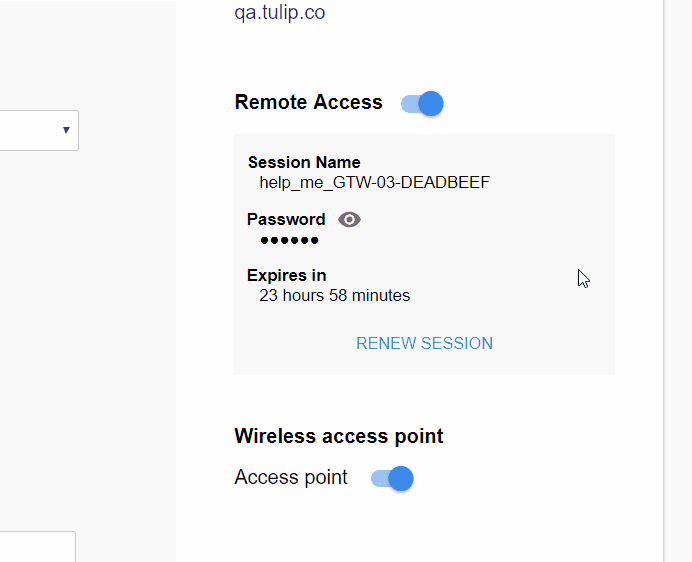 qa.tulip.co
Remote Access
Session Name
help_me_GTW-03-DEADBEEF
Password
••••••
Expires in
23 hours 58 minutes
RENEW SESSION
Wireless access point
Access point